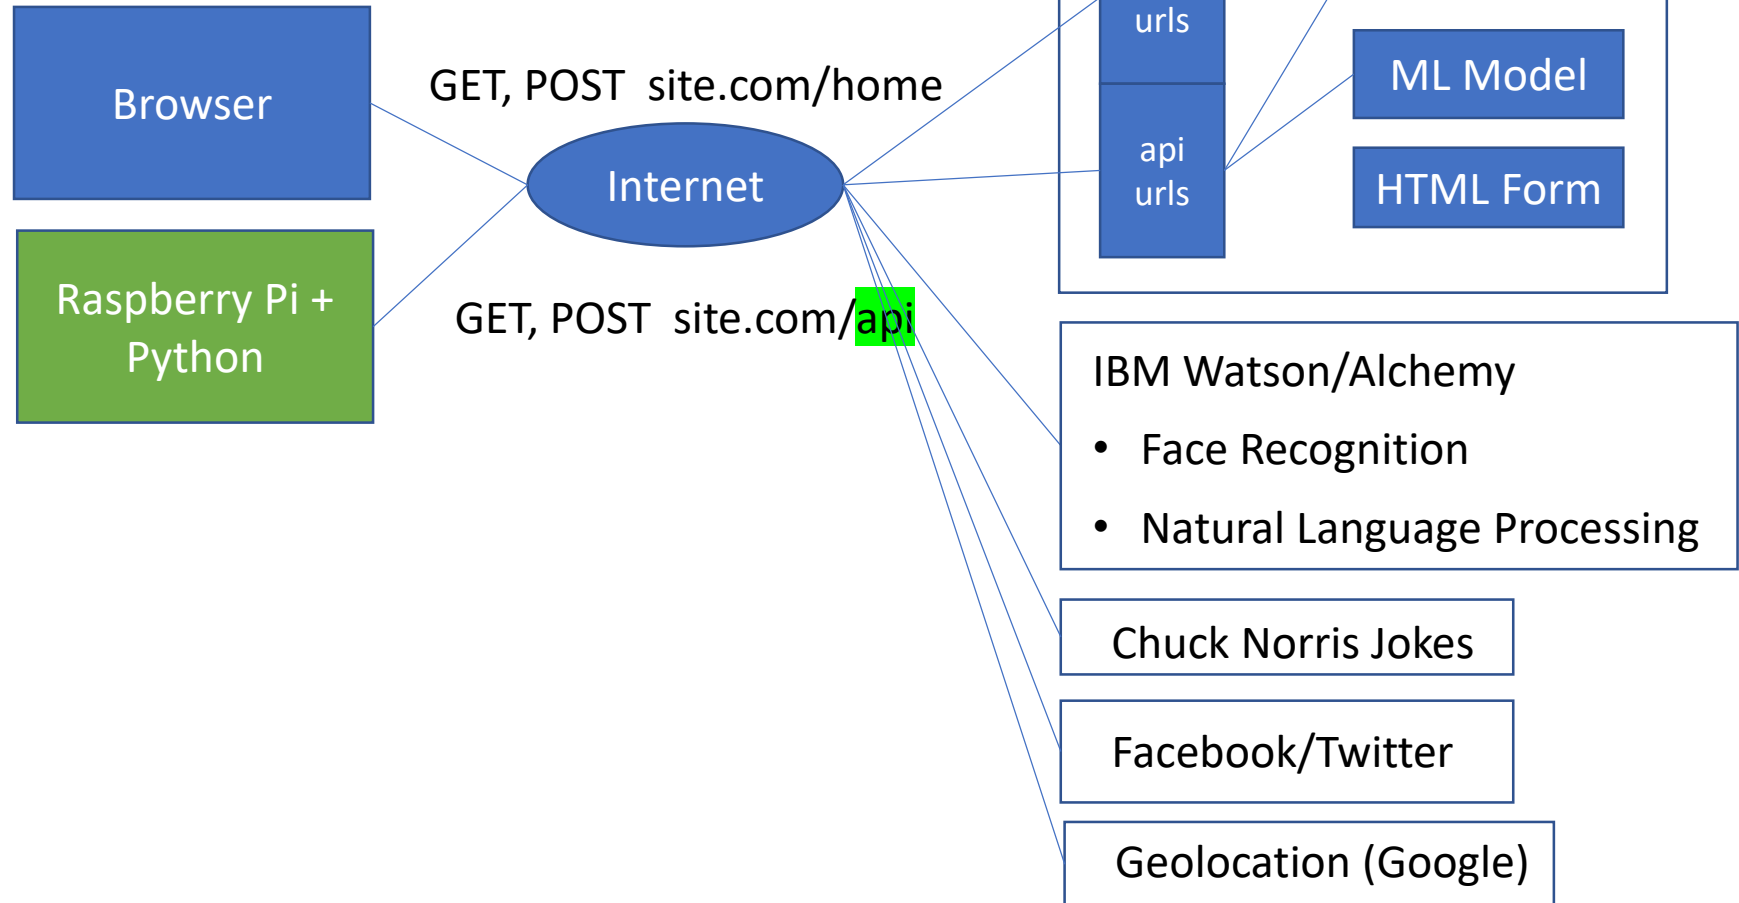 Browser
GET, POST  site.com/home
Internet
Raspberry Pi +
Python
GET, POST  site.com/api
urls
api
urls
ML Model
HTML Form
IBM Watson/Alchemy
• Face Recognition
• Natural Language Processing
Chuck Norris Jokes
Facebook/Twitter
Geolocation (Google)